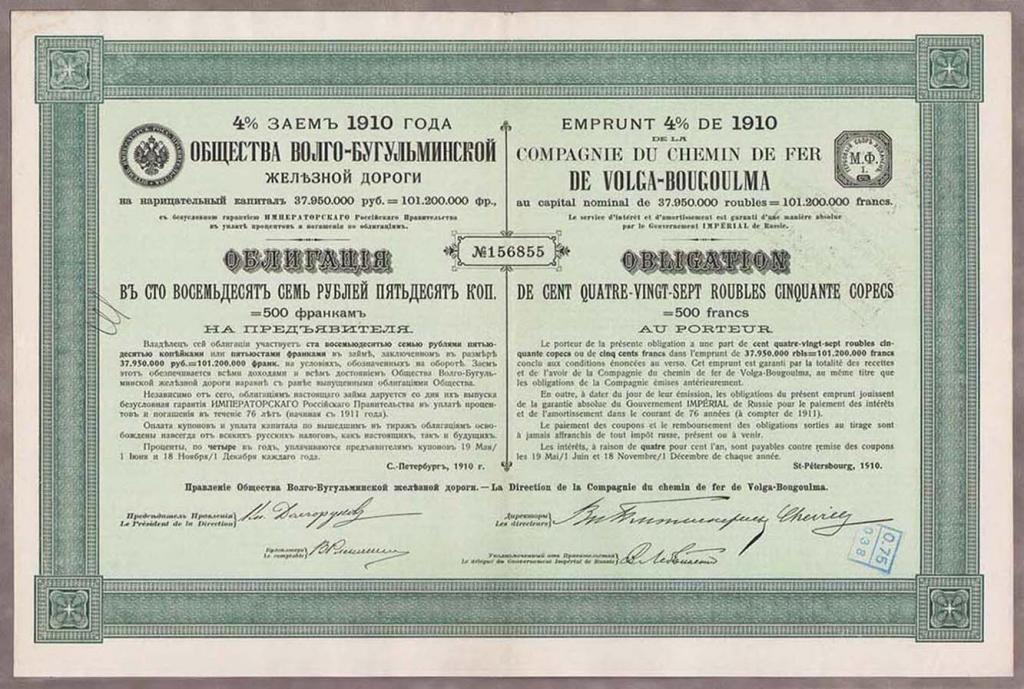 4% ЗАЕМЪ 1910 ГОДА
ОБЩЕСТВА ВОЛГО-БУГУЛЬМИНСКОЙ
ЖЕЛѢЗНОЙ ДОРОГИ
на нарицательный капиталъ 37.950.000 руб. = 101.200.000 фр.,
съ безусловною гарантіею ИМПЕРАТОРСКАГО Россійскаго Правительства
въ уплатѣ процентовъ и погашенія по облигаціямъ.
ОБЛИГАЦІЯ
ВЪ СТО ВОСЕМЬДЕСЯТЪ СЕМЬ РУБЛЕЙ ПЯТЬДЕСЯТЪ КОП.
=500 франкамъ
НА ПРЕДЪЯВИТЕЛЯ.
Владѣлецъ сей облигаціи участвуетъ ста восемьюдесятью семью рублями пятью-
десятью копѣйками или пятьюстами франками въ займѣ, заключенномъ въ размѣрѣ
37.950.000 руб.=101.200.000 франк. на условіяхъ, обозначенныхъ на оборотѣ. Заемъ
этотъ обезпечивается всѣми доходами и всѣмъ достояніемъ Общества Волго-Бугуль-
минской желѣзной дороги наравнѣ съ ранѣе выпущенными облигаціями Общества.
Независимо отъ сего, облигаціямъ настоящаго займа даруется со дня ихъ выпуска
безусловная гарантія ИМПЕРАТОРСКАГО Россійскаго Правительства въ уплатѣ процен-
товъ и погашенія въ теченіе 76 лѣтъ (начиная съ 1911 года).
Оплата купоновъ и уплата капитала по вышедшимъ въ тиражъ облигаціямъ осво-
бождены навсегда отъ всякихъ русскихъ налоговъ, какъ настоящихъ, такъ и будущихъ.
Проценты, по четыре въ годъ, уплачиваются предъявителямъ купоновъ 19 Мая/
1 Іюня и 18 Ноября/1 Декабря каждаго года.
С.-Петербургъ, 1910 г.
№156855
EMPRUNT 4% DE 1910
DE LA
COMPAGNIE DU CHEMIN DE FER
DE VOLGA-BOUGOULMA
au capital nominal de 37.950.000 roubles = 101.200.000 francs.
Le service d'intérêt et d'amortissement est garanti d'une manière absolue
par le Gouvernement IMPÉRIAL de Russie.
М.Ф.
1.
OBLIGATION
DE CENT QUATRE-VINGT-SEPT ROUBLES CINQUANTE COPECS
=500 francs
AU PORTEUR.
Le porteur de la présente obligation a une part de cent quatre-vingt-sept roubles cin-
quante copecs ou de cinq cents francs dans l'emprunt de 37.950.000 rbls=101.200.000 francs
conclu aux conditions énoncées au verso. Cet emprunt est garanti par la totalité des recettes
et de l'avoir de la Compagnie du chemin de fer de Volga-Bougoulma, au même titre que
les obligations de la Compagnie émises antérieurement.
En outre, à dater du jour de leur émission, les obligations du présent emprunt jouissent
de la garantie absolue du Gouvernement IMPÉRIAL de Russie pour le paiement des intérêts
et de l'amortissement dans le courant de 76 années (à compter de 1911).
Le paiement des coupons et le remboursement des obligations sorties au tirage sont
à jamais affranchis de tout impôt russe, présent ou à venir.
Les intérêts, à raison de quatre pour cent l'an, sont payables contre remise des coupons
les 19 Mai/1 Juin et 18 Novembre/1 Décembre de chaque année.
St-Pétersbourg, 1910.
Правленіе Общества Волго-Бугульминской желѣзной дороги.—La Direction de la Compagnie du chemin de fer de Volga-Bougoulma.
Предсѣдатель Правленія
Le Président de la Direction
Кн. Долгоруковъ
Директоры
Les directeurs
Бухгалтеръ
Le comptable
Уполномоченный отъ Правительства
Le délégué du Gouvernement Impérial de Russie
0.75
0.38